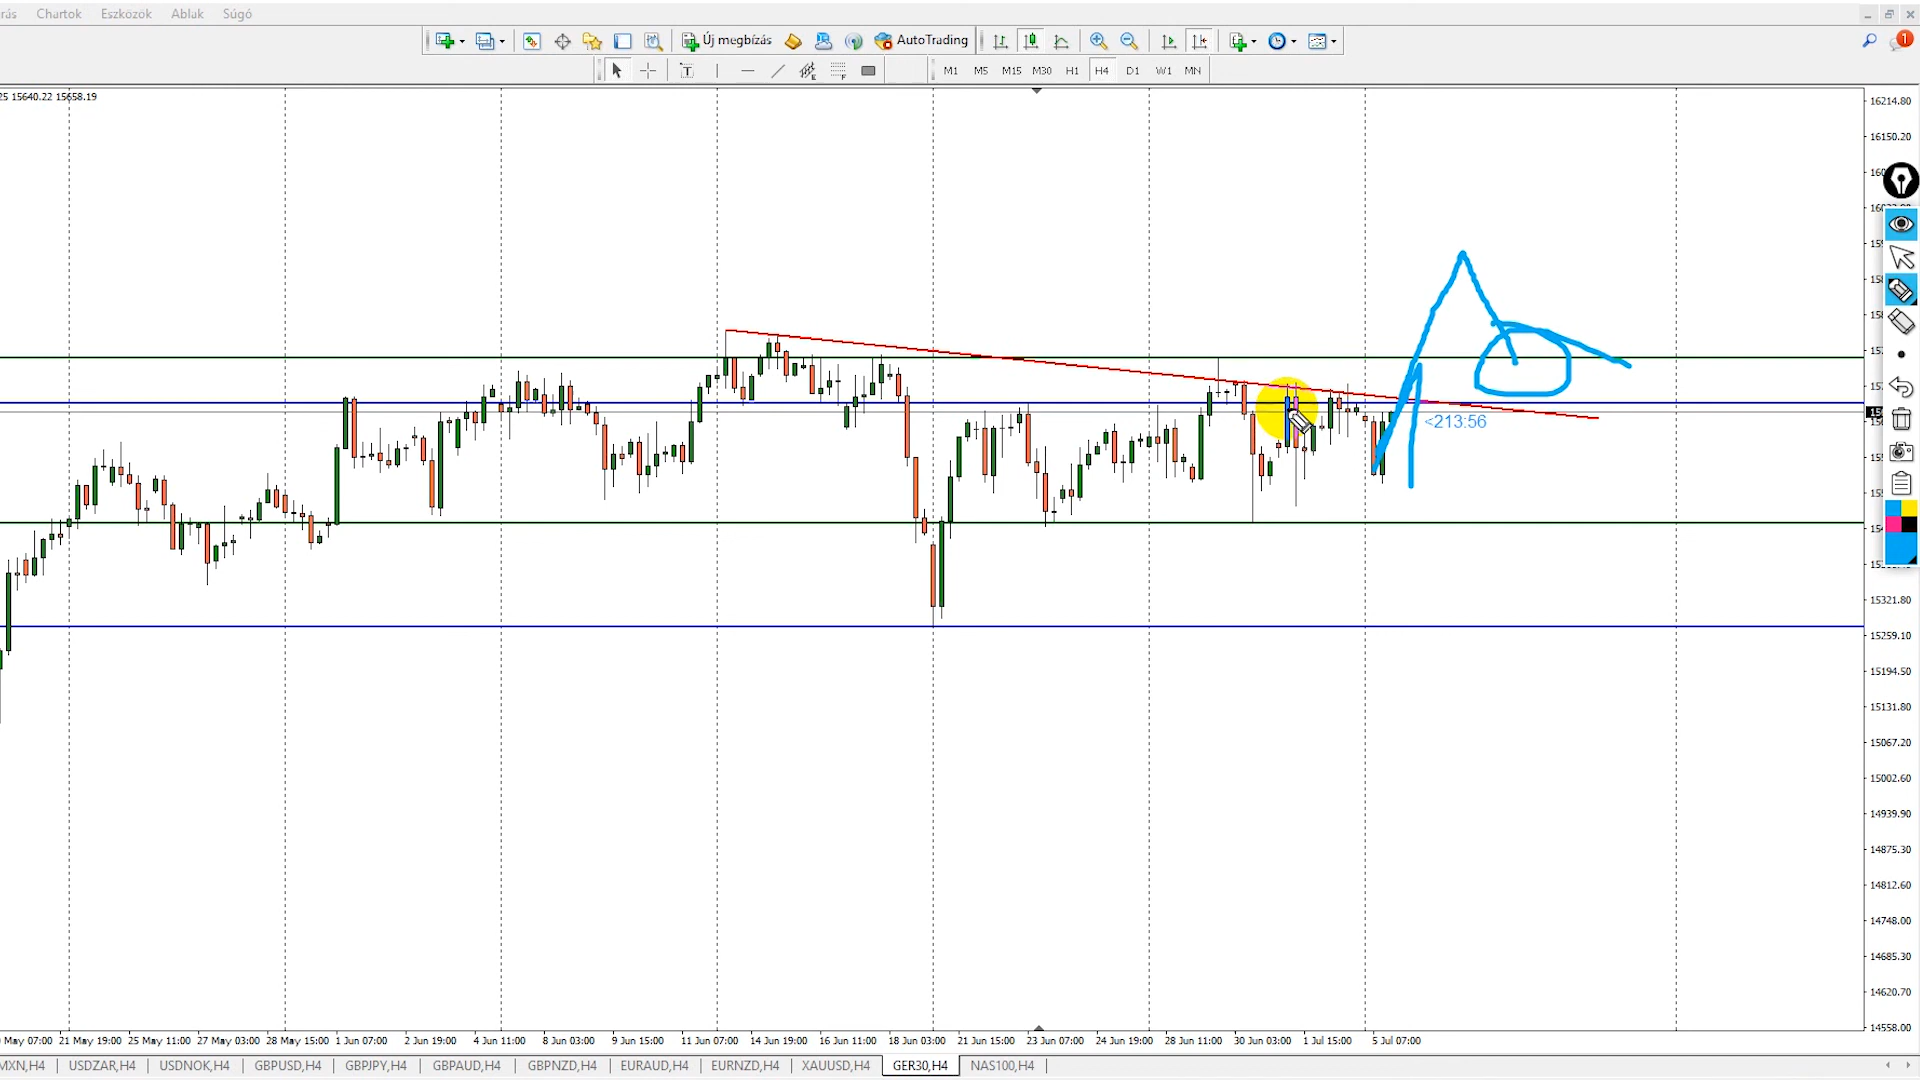 rás Chartok Eszközök Ablak Súgó
Új megbízás AutoTrading 1
M1 M5 M15 M30 H1 H4 D1 W1 MN
25 15640.22 15658.19
16214.80
16150.20
<213:56
15321.80
15259.10
15194.50
15131.80
15067.20
15002.60
14939.90
14875.30
14812.60
14748.00
14685.30
14620.70
14558.00
May 07:00 21 May 19:00 25 May 11:00 27 May 03:00 28 May 15:00 1 Jun 07:00 2 Jun 19:00 4 Jun 11:00 8 Jun 03:00 9 Jun 15:00 11 Jun 07:00 14 Jun 19:00 16 Jun 11:00 18 Jun 03:00 21 Jun 15:00 23 Jun 07:00 24 Jun 19:00 28 Jun 11:00 30 Jun 03:00 1 Jul 15:00 5 Jul 07:00
MXN,H4 USDZAR,H4 USDNOK,H4 GBPUSD,H4 GBPJPY,H4 GBPAUD,H4 GBPNZD,H4 EURAUD,H4 EURNZD,H4 XAUUSD,H4 GER30,H4 NAS100,H4